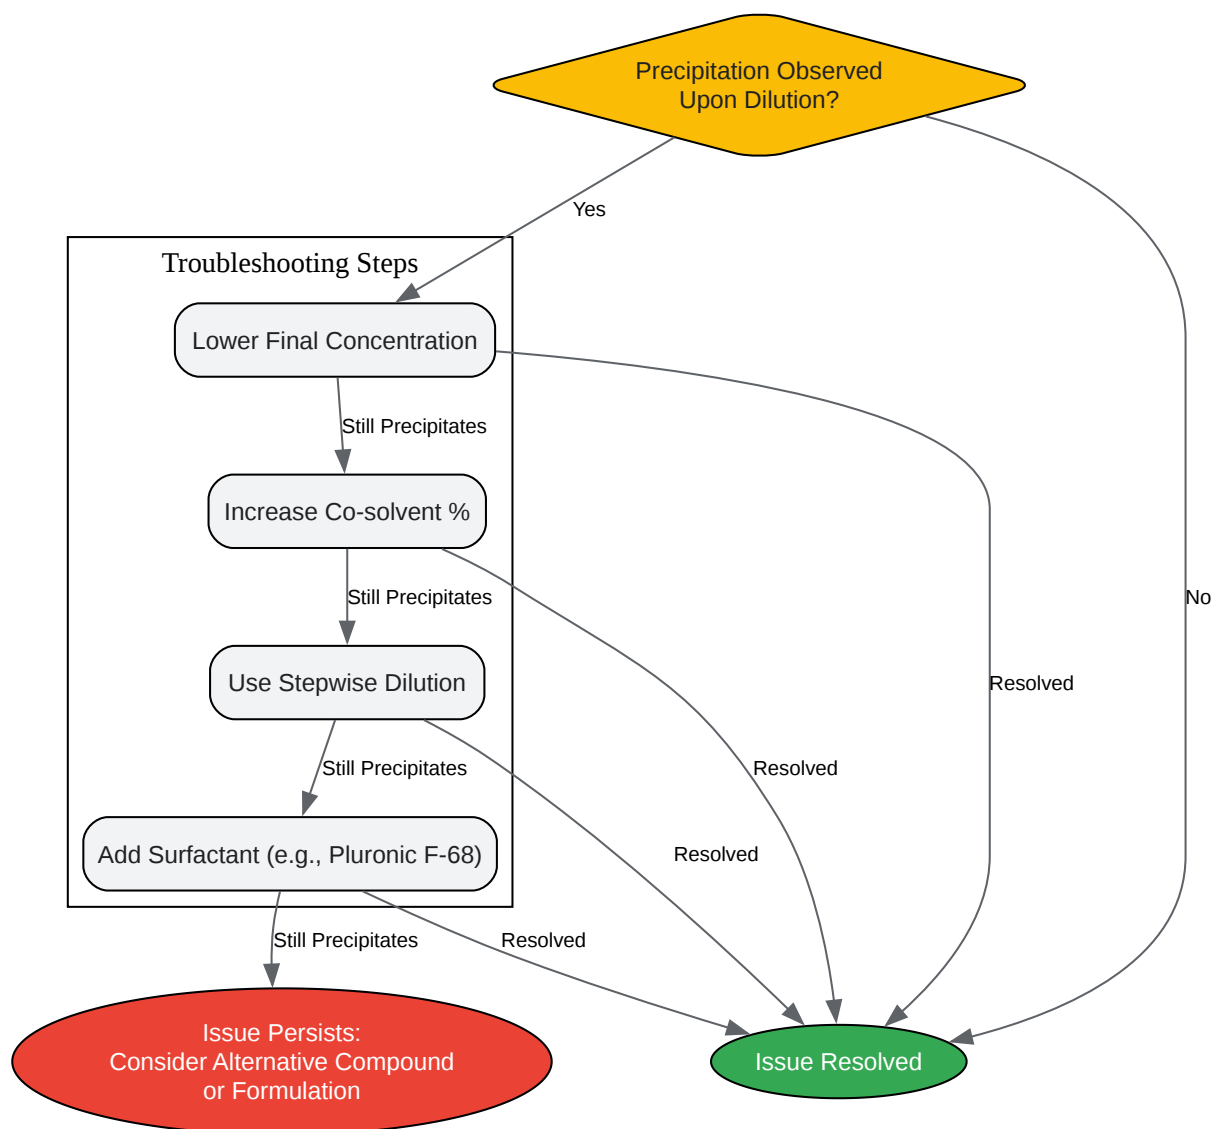 Precipitation Observed
Upon Dilution?
Yes
Troubleshooting Steps
Lower Final Concentration
Still Precipitates
Increase Co-solvent %
Still Precipitates
No
Use Stepwise Dilution
Resolved
Still Precipitates
Resolved
Add Surfactant (e.g., Pluronic F-68)
Resolved
Still Precipitates
Resolved
Issue Persists:
Consider Alternative Compound
or Formulation
Issue Resolved